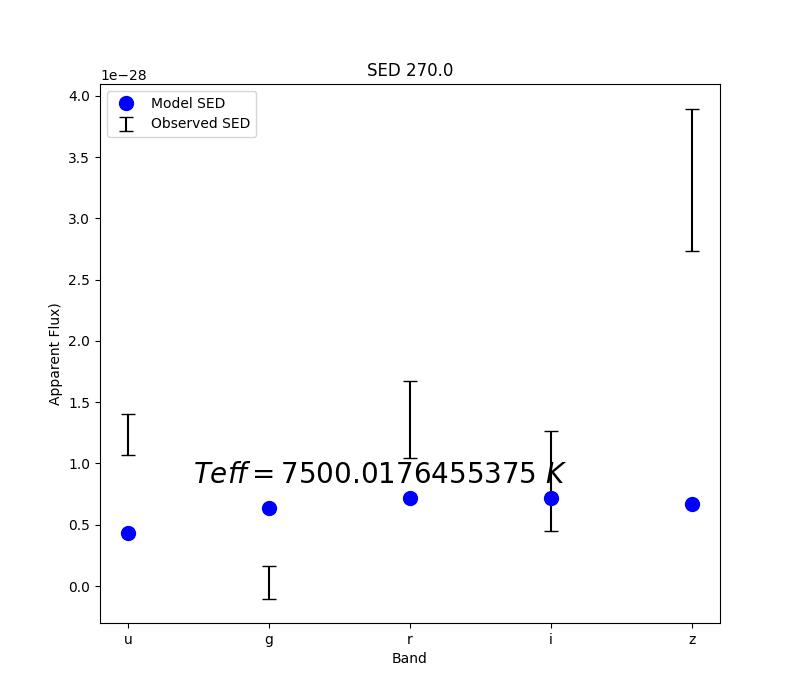 SED 270.0
1e−28
Model SED
Observed SED
4.0
3.5
3.0
2.5
2.0
1.5
1.0
0.5
0.0
Apparent Flux)
Teff = 7500.0176455375 K
u g r i z
Band